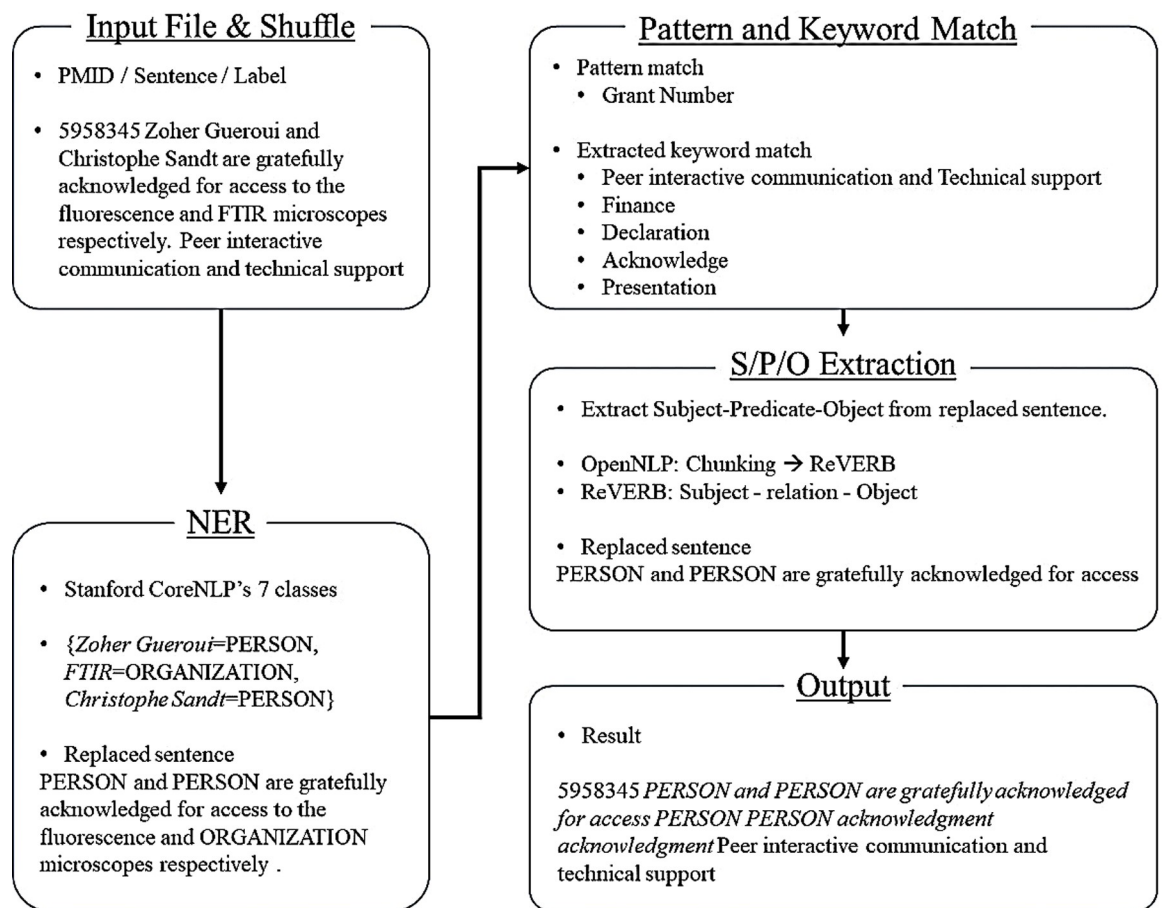 Input File & Shuffle
• PMID / Sentence / Label
• 5958345 Zoher Gueroui and
Christophe Sandt are gratefully
acknowledged for access to the
fluorescence and FTIR microscopes
respectively. Peer interactive
communication and technical support
NER
• Stanford CoreNLP's 7 classes
• {Zoher Gueroui=PERSON,
FTIR=ORGANIZATION,
Christophe Sandt=PERSON}
• Replaced sentence
PERSON and PERSON are gratefully
acknowledged for access to the
fluorescence and ORGANIZATION
microscopes respectively .
Pattern and Keyword Match
• Pattern match
• Grant Number
• Extracted keyword match
• Peer interactive communication and Technical support
• Finance
• Declaration
• Acknowledge
• Presentation
S/P/O Extraction
• Extract Subject-Predicate-Object from replaced sentence.
• OpenNLP: Chunking → ReVERB
• ReVERB: Subject - relation - Object
• Replaced sentence
PERSON and PERSON are gratefully acknowledged for access
Output
• Result
5958345 PERSON and PERSON are gratefully acknowledged
for access PERSON PERSON acknowledgment
acknowledgment Peer interactive communication and
technical support